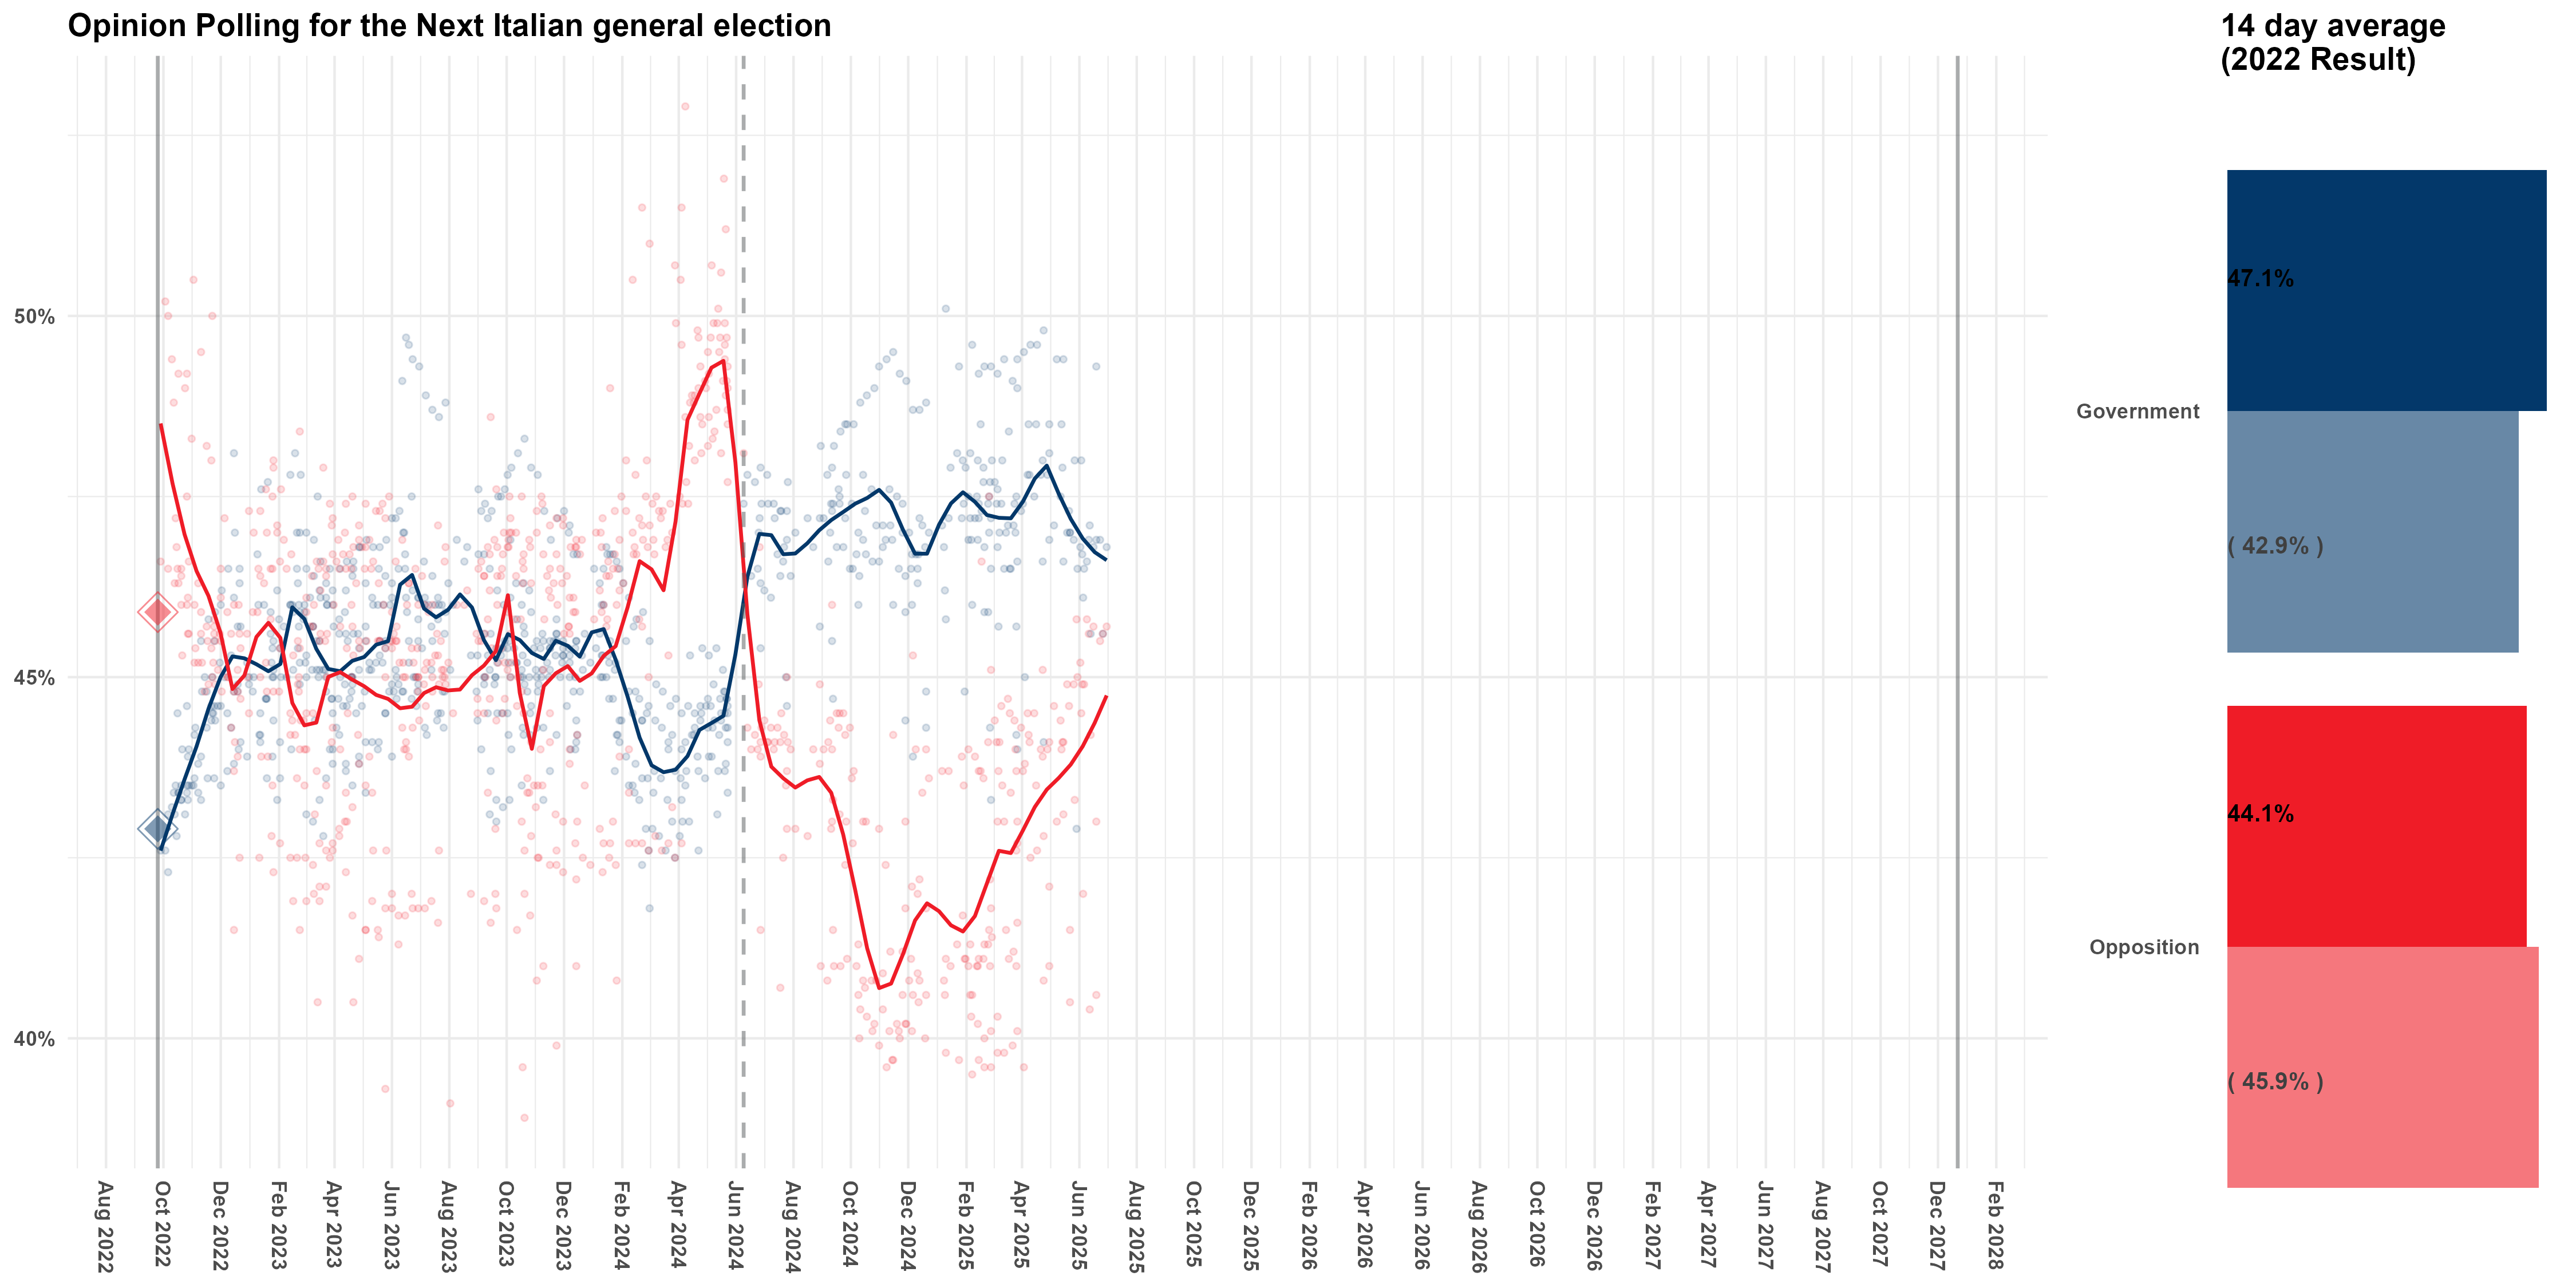 Opinion Polling for the Next Italian general election
14 day average
(2022 Result)
50%
45%
40%
Aug 2022
Oct 2022
Dec 2022
Feb 2023
Apr 2023
Jun 2023
Aug 2023
Oct 2023
Dec 2023
Feb 2024
Apr 2024
Jun 2024
Aug 2024
Oct 2024
Dec 2024
Feb 2025
Apr 2025
Jun 2025
Aug 2025
Oct 2025
Dec 2025
Feb 2026
Apr 2026
Jun 2026
Aug 2026
Oct 2026
Dec 2026
Feb 2027
Apr 2027
Jun 2027
Aug 2027
Oct 2027
Dec 2027
Feb 2028
Government
47.1%
( 42.9% )
Opposition
44.1%
( 45.9% )